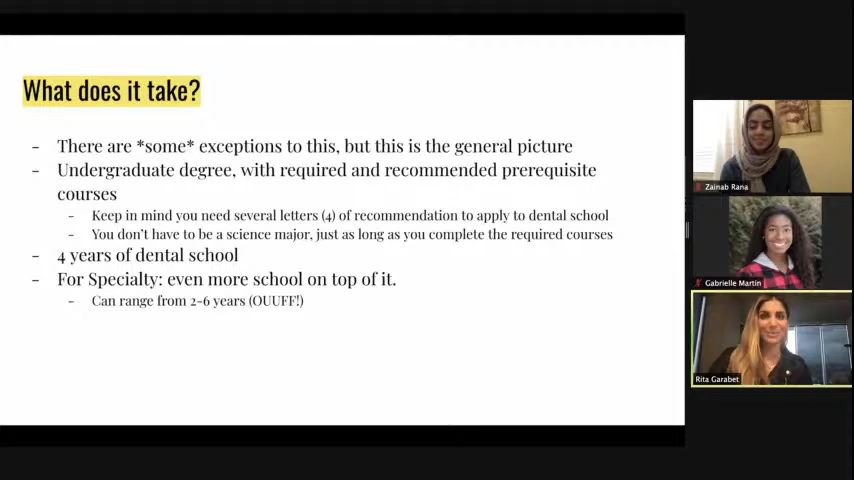 What does it take?
- There are *some* exceptions to this, but this is the general picture
- Undergraduate degree, with required and recommended prerequisite
courses
- Keep in mind you need several letters (4) of recommendation to apply to dental school
- You don't have to be a science major, just as long as you complete the required courses
- 4 years of dental school
- For Specialty: even more school on top of it.
- Can range from 2-6 years (OUUFF!)
Zainab Rana
Gabrielle Martin
Rita Garabet